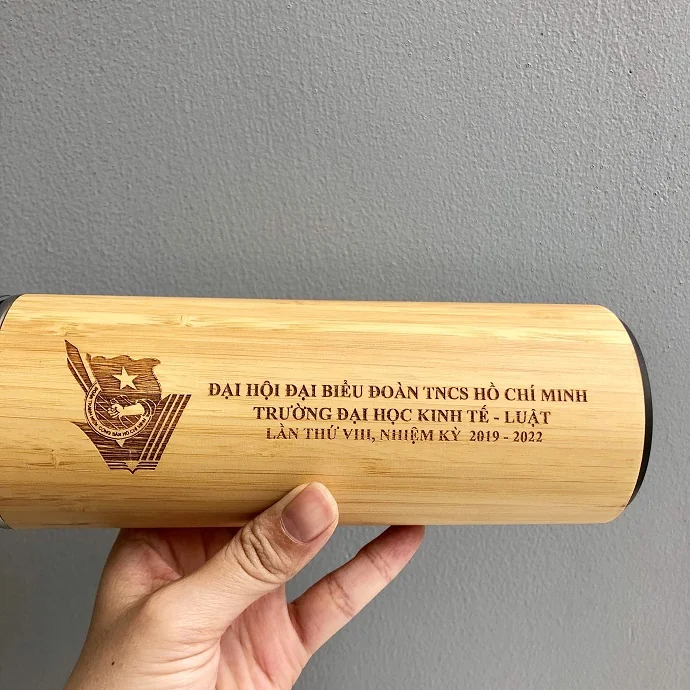 ĐẠI HỘI ĐẠI BIỂU ĐOÀN TNCS HỒ CHÍ MINH
TRƯỜNG ĐẠI HỌC KINH TẾ - LUẬT
LẦN THỨ VIII, NHIỆM KỲ 2019 - 2022